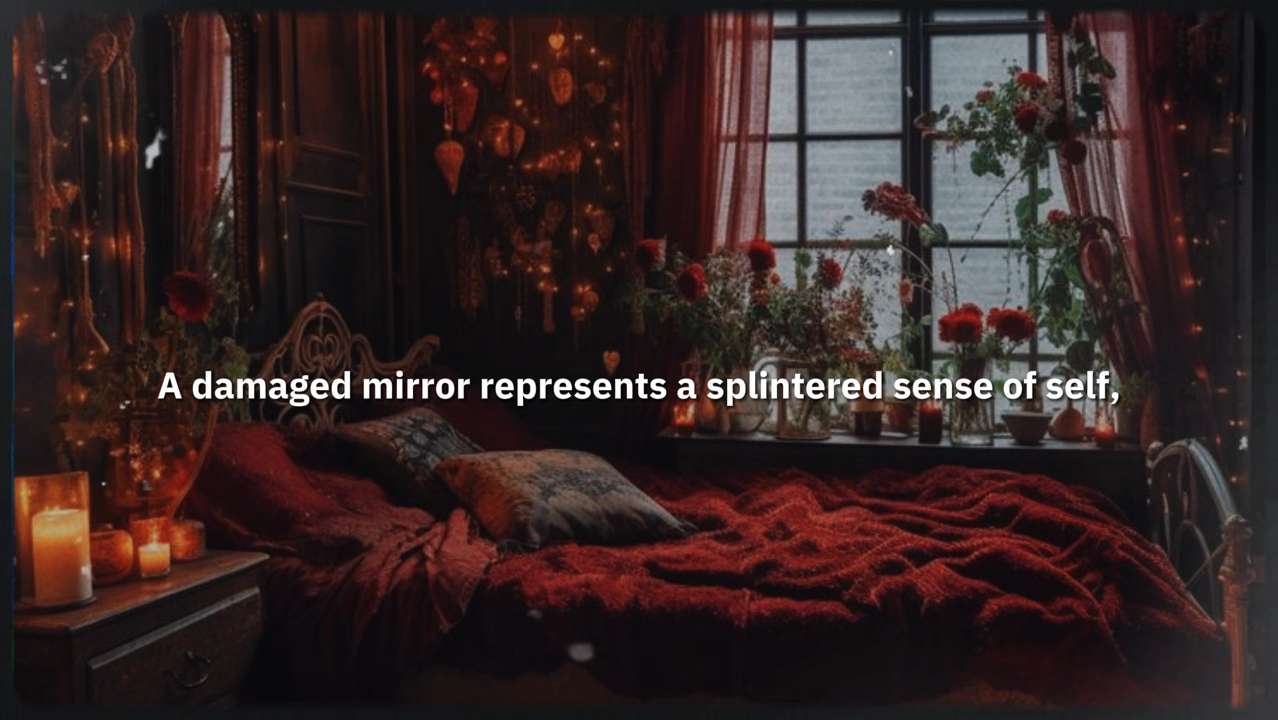 A damaged mirror represents a splintered sense of self,